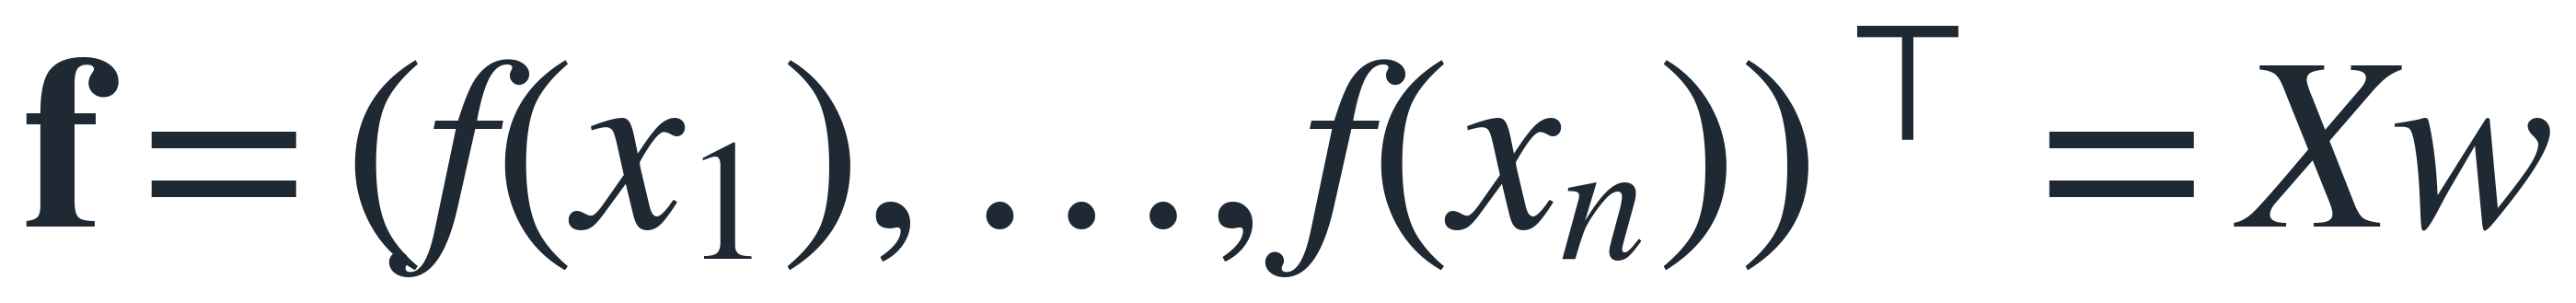 𝐟 = (f(x₁), . . . , f(xₙ))^⊤ = Xw